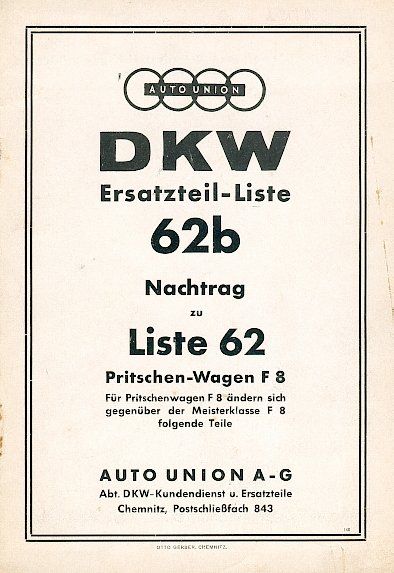 AUTO UNION
DKW
Ersatzteil-Liste
62b
Nachtrag
zu
Liste 62
Pritschen-Wagen F 8
Für Pritschenwagen F 8 ändern sich
gegenüber der Meisterklasse F 8
folgende Teile
AUTO UNION A-G
Abt. DKW-Kundendienst u. Ersatzteile
Chemnitz, Postschließfach 843
OTTO GERBER, CHEMNITZ.